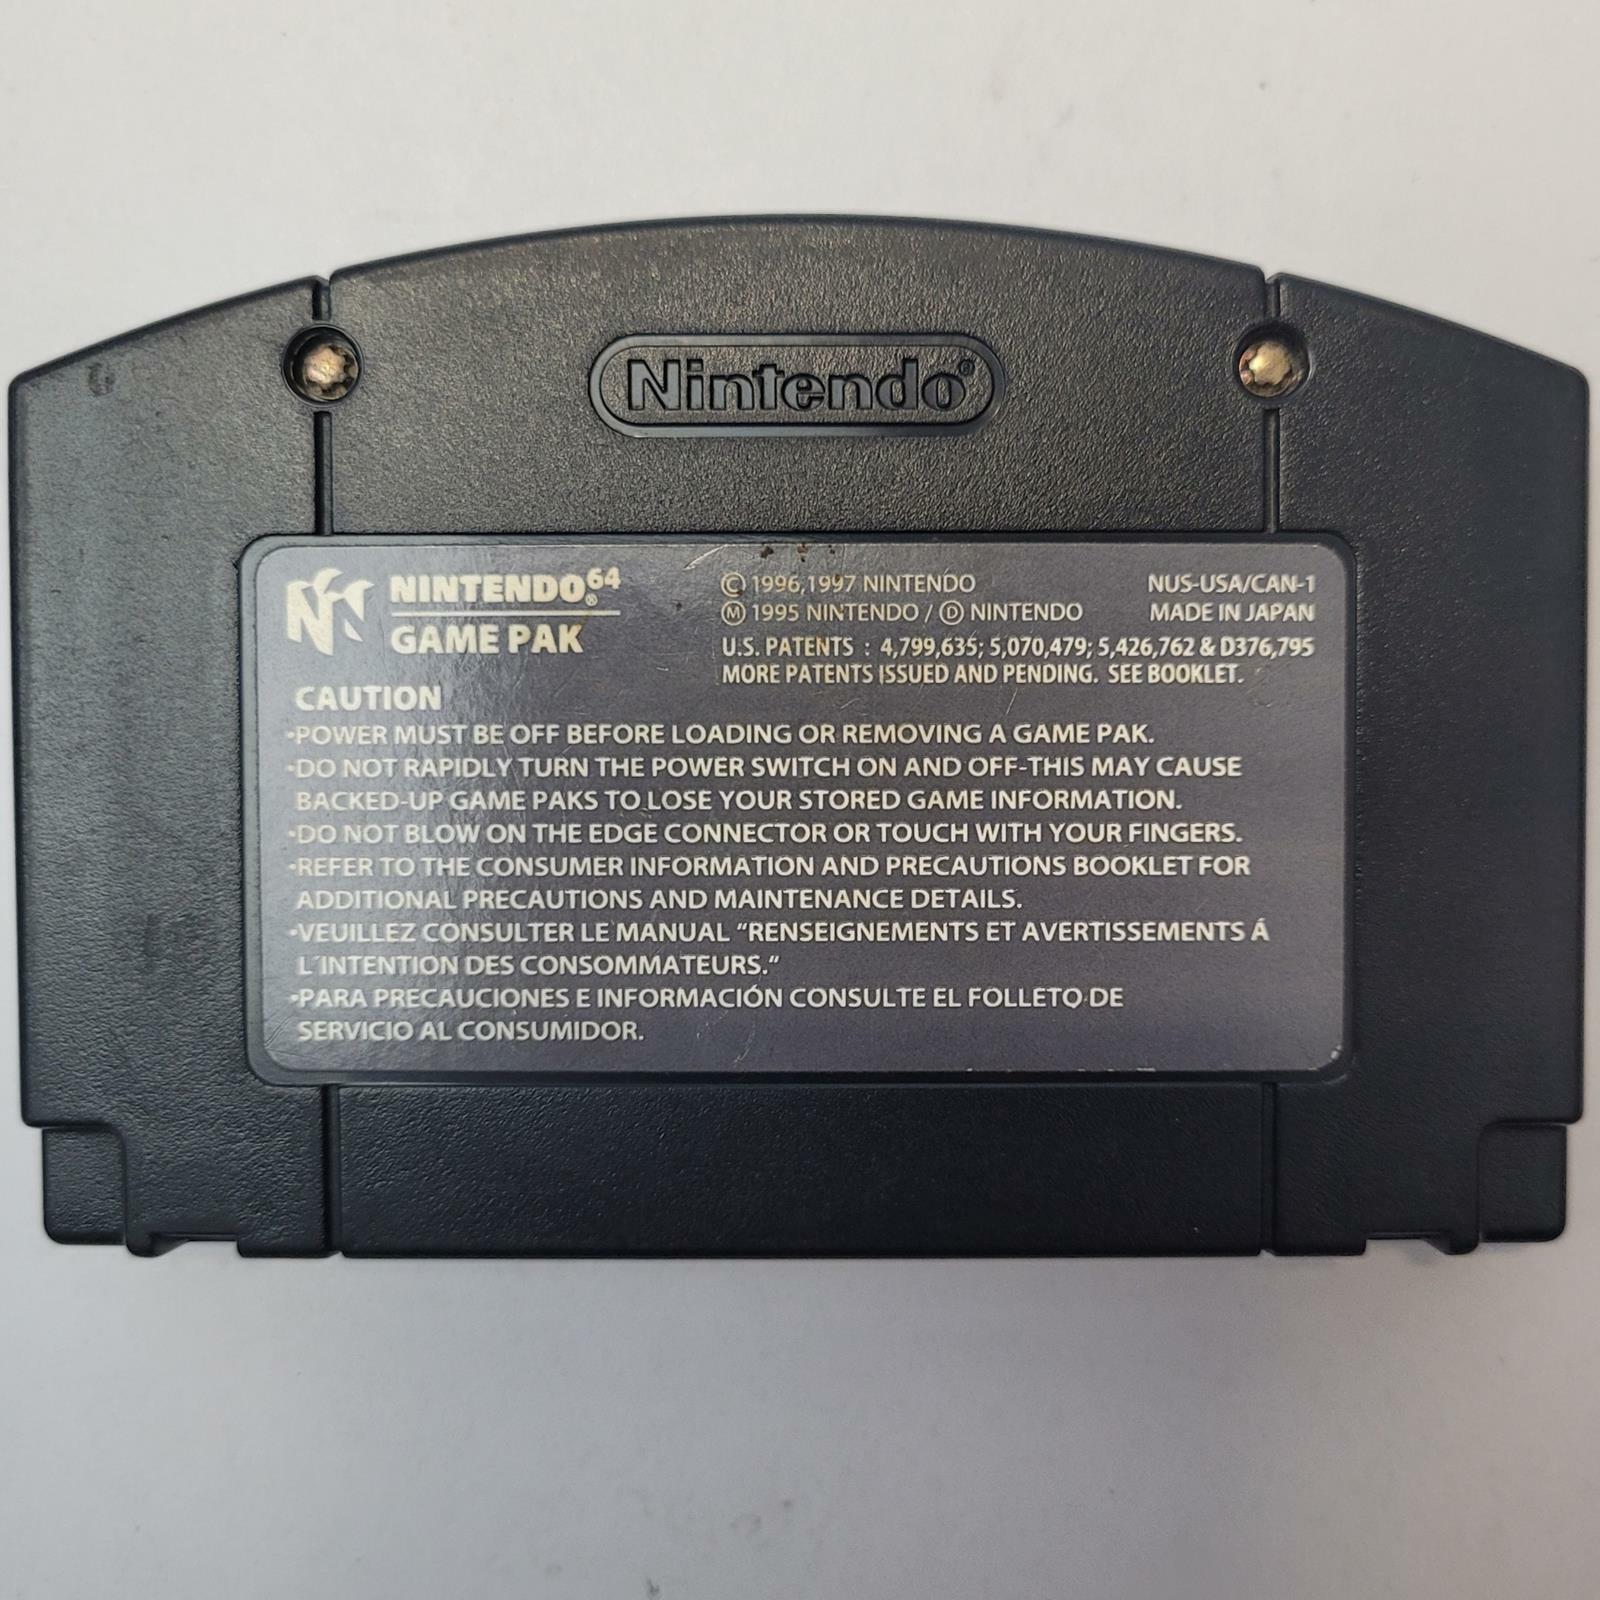 Nintendo®
NINTENDO®64
GAME PAK
© 1996,1997 NINTENDO
Ⓜ 1995 NINTENDO / Ⓓ NINTENDO
NUS-USA/CAN-1
MADE IN JAPAN
U.S. PATENTS : 4,799,635; 5,070,479; 5,426,762 & D376,795
MORE PATENTS ISSUED AND PENDING. SEE BOOKLET.
CAUTION
•POWER MUST BE OFF BEFORE LOADING OR REMOVING A GAME PAK.
•DO NOT RAPIDLY TURN THE POWER SWITCH ON AND OFF-THIS MAY CAUSE
BACKED-UP GAME PAKS TO LOSE YOUR STORED GAME INFORMATION.
•DO NOT BLOW ON THE EDGE CONNECTOR OR TOUCH WITH YOUR FINGERS.
•REFER TO THE CONSUMER INFORMATION AND PRECAUTIONS BOOKLET FOR
ADDITIONAL PRECAUTIONS AND MAINTENANCE DETAILS.
•VEUILLEZ CONSULTER LE MANUAL "RENSEIGNEMENTS ET AVERTISSEMENTS Á
L´INTENTION DES CONSOMMATEURS."
•PARA PRECAUCIONES E INFORMACIÓN CONSULTE EL FOLLETO DE
SERVICIO AL CONSUMIDOR.